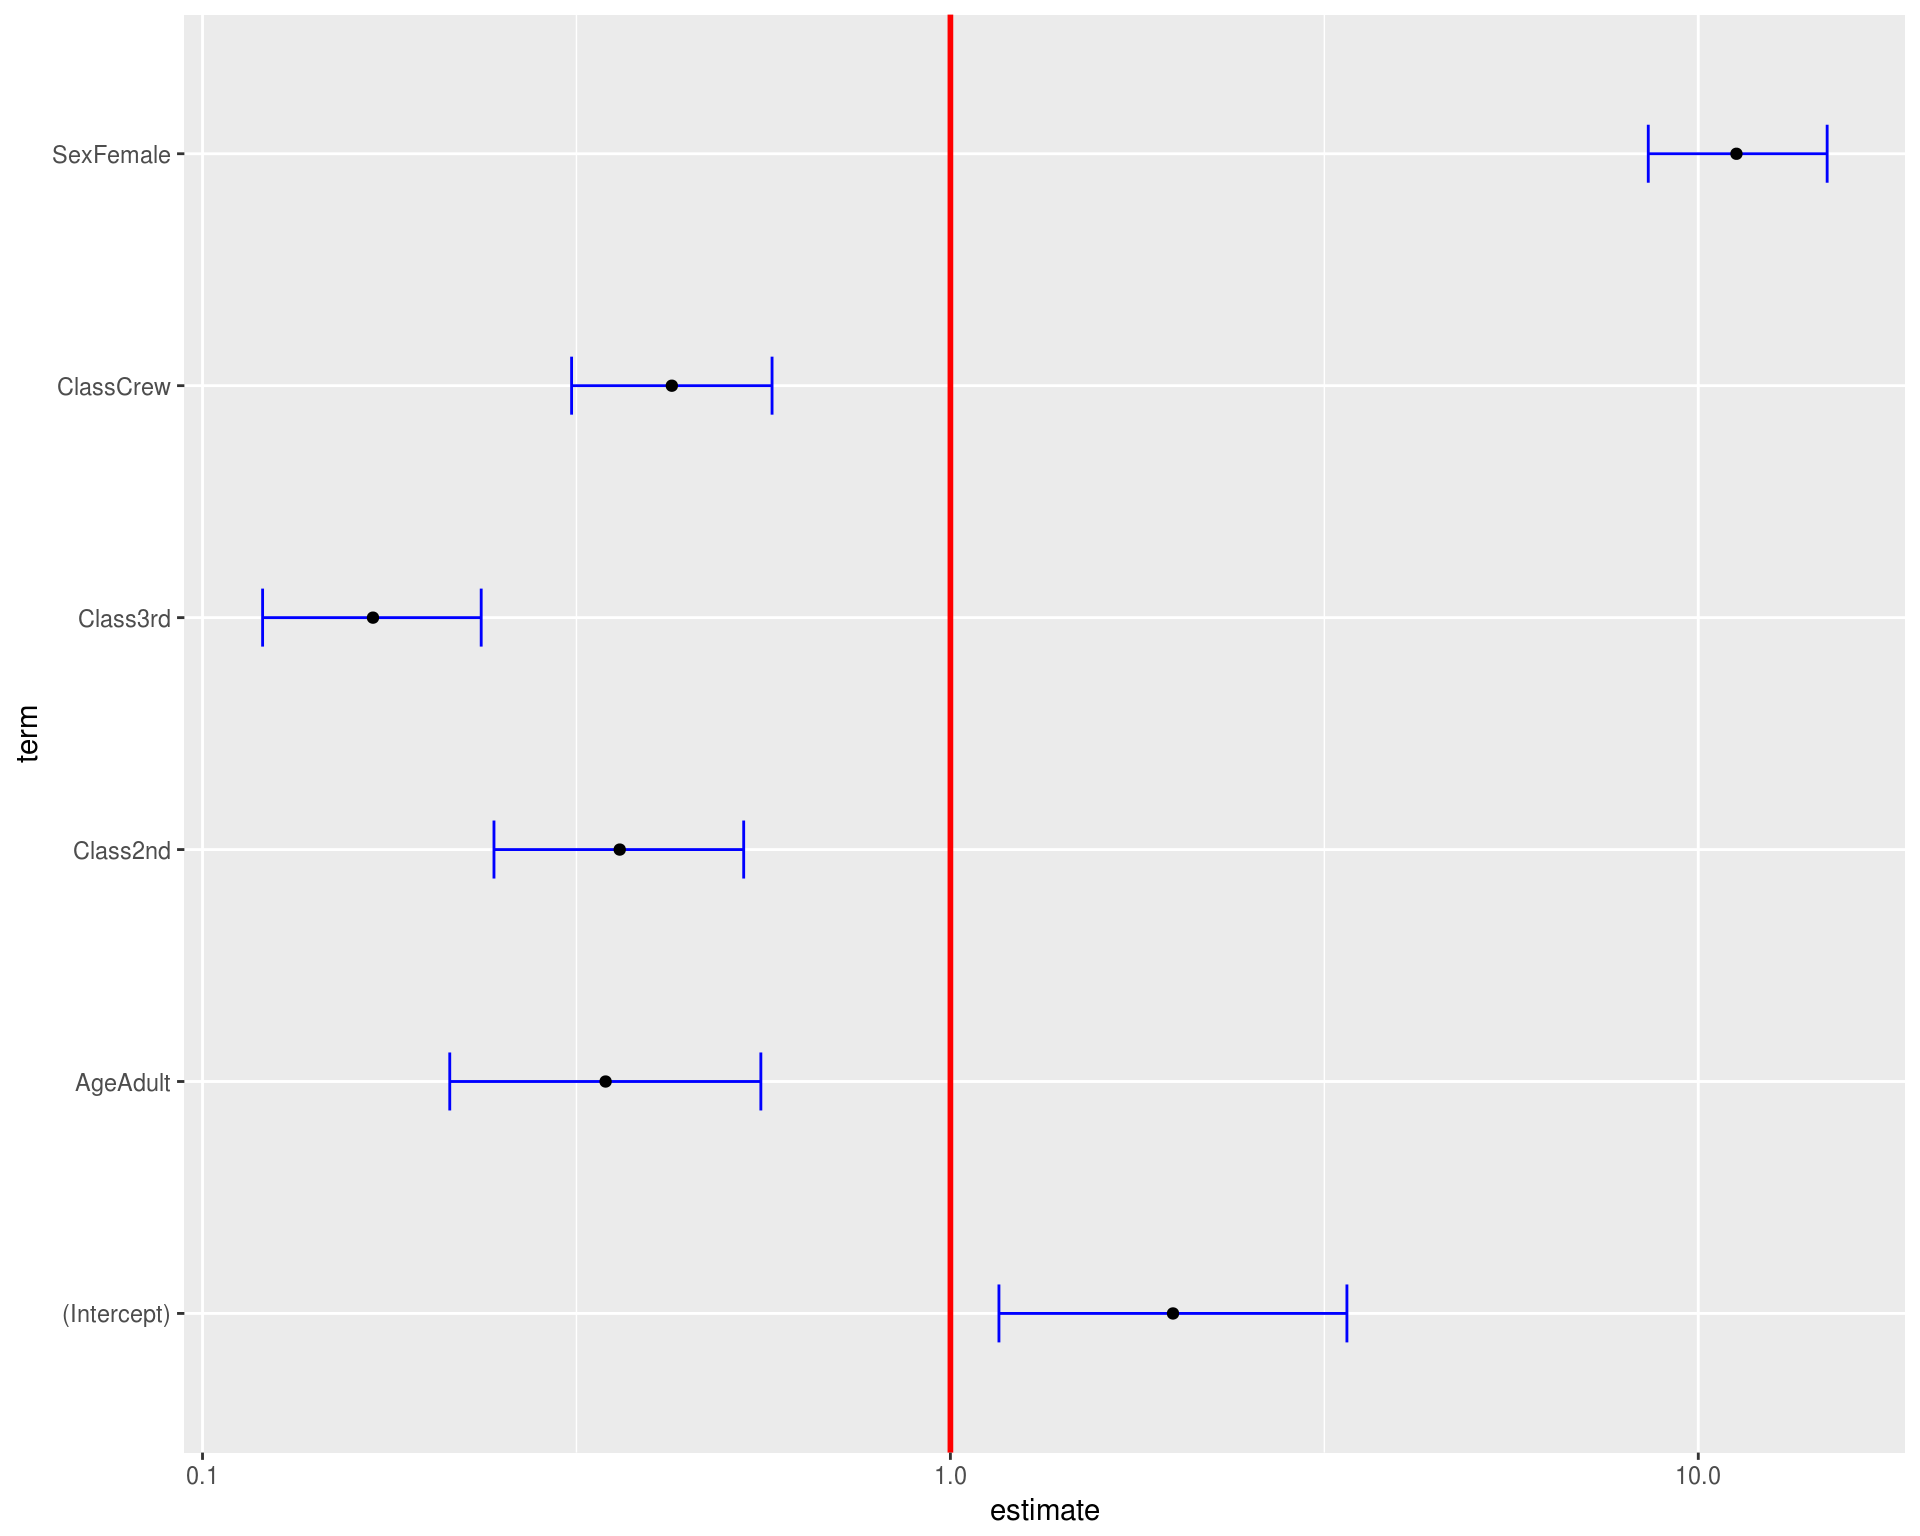 SexFemale
ClassCrew
Class3rd
Class2nd
AgeAdult
(Intercept)
term
0.1
1.0
10.0
estimate